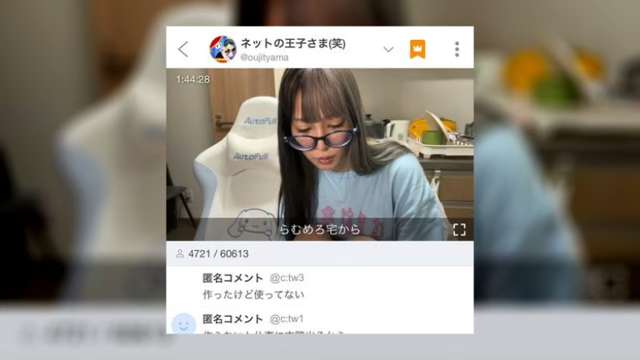 ネットの王子さま(笑)
@oujityama
1:44:28
AutoFull
AutoFull
らむめろ宅から
4721 / 60613
匿名コメント @c:tw3
作ったけど使ってない
匿名コメント @c:tw1